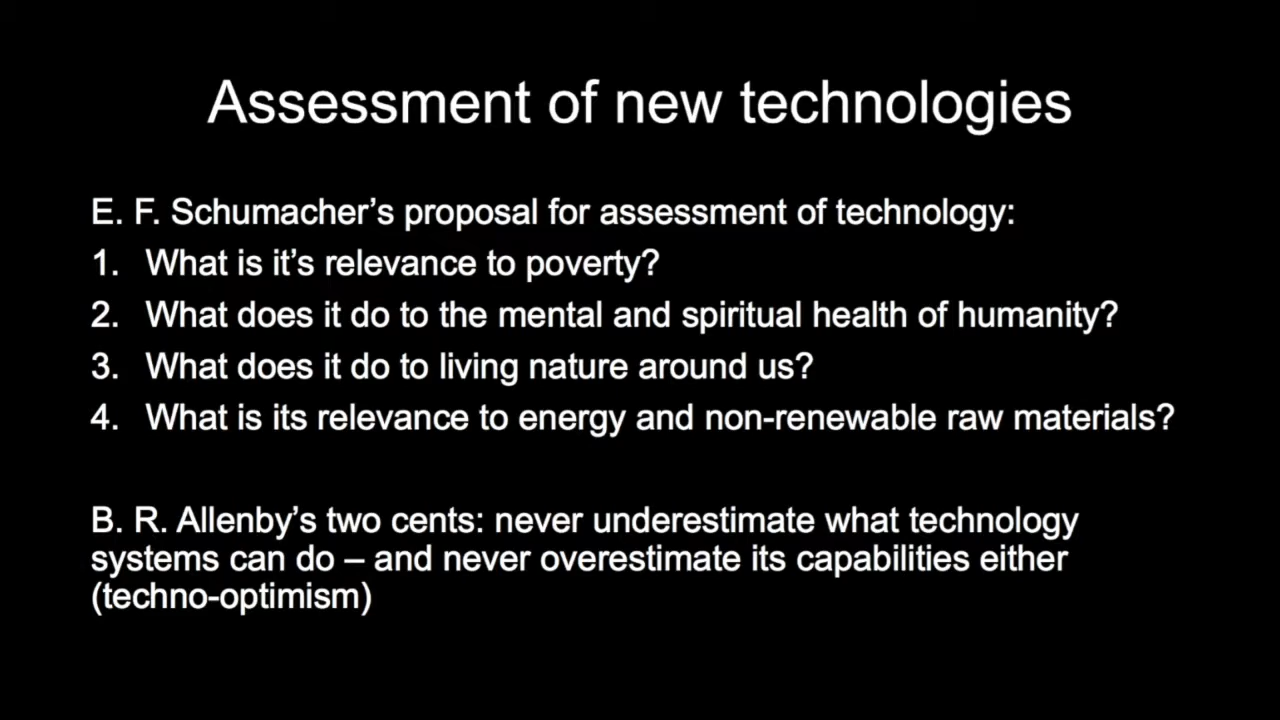 Assessment of new technologies
E. F. Schumacher’s proposal for assessment of technology:
1. What is it’s relevance to poverty?
2. What does it do to the mental and spiritual health of humanity?
3. What does it do to living nature around us?
4. What is its relevance to energy and non-renewable raw materials?
B. R. Allenby’s two cents: never underestimate what technology
systems can do – and never overestimate its capabilities either
(techno-optimism)